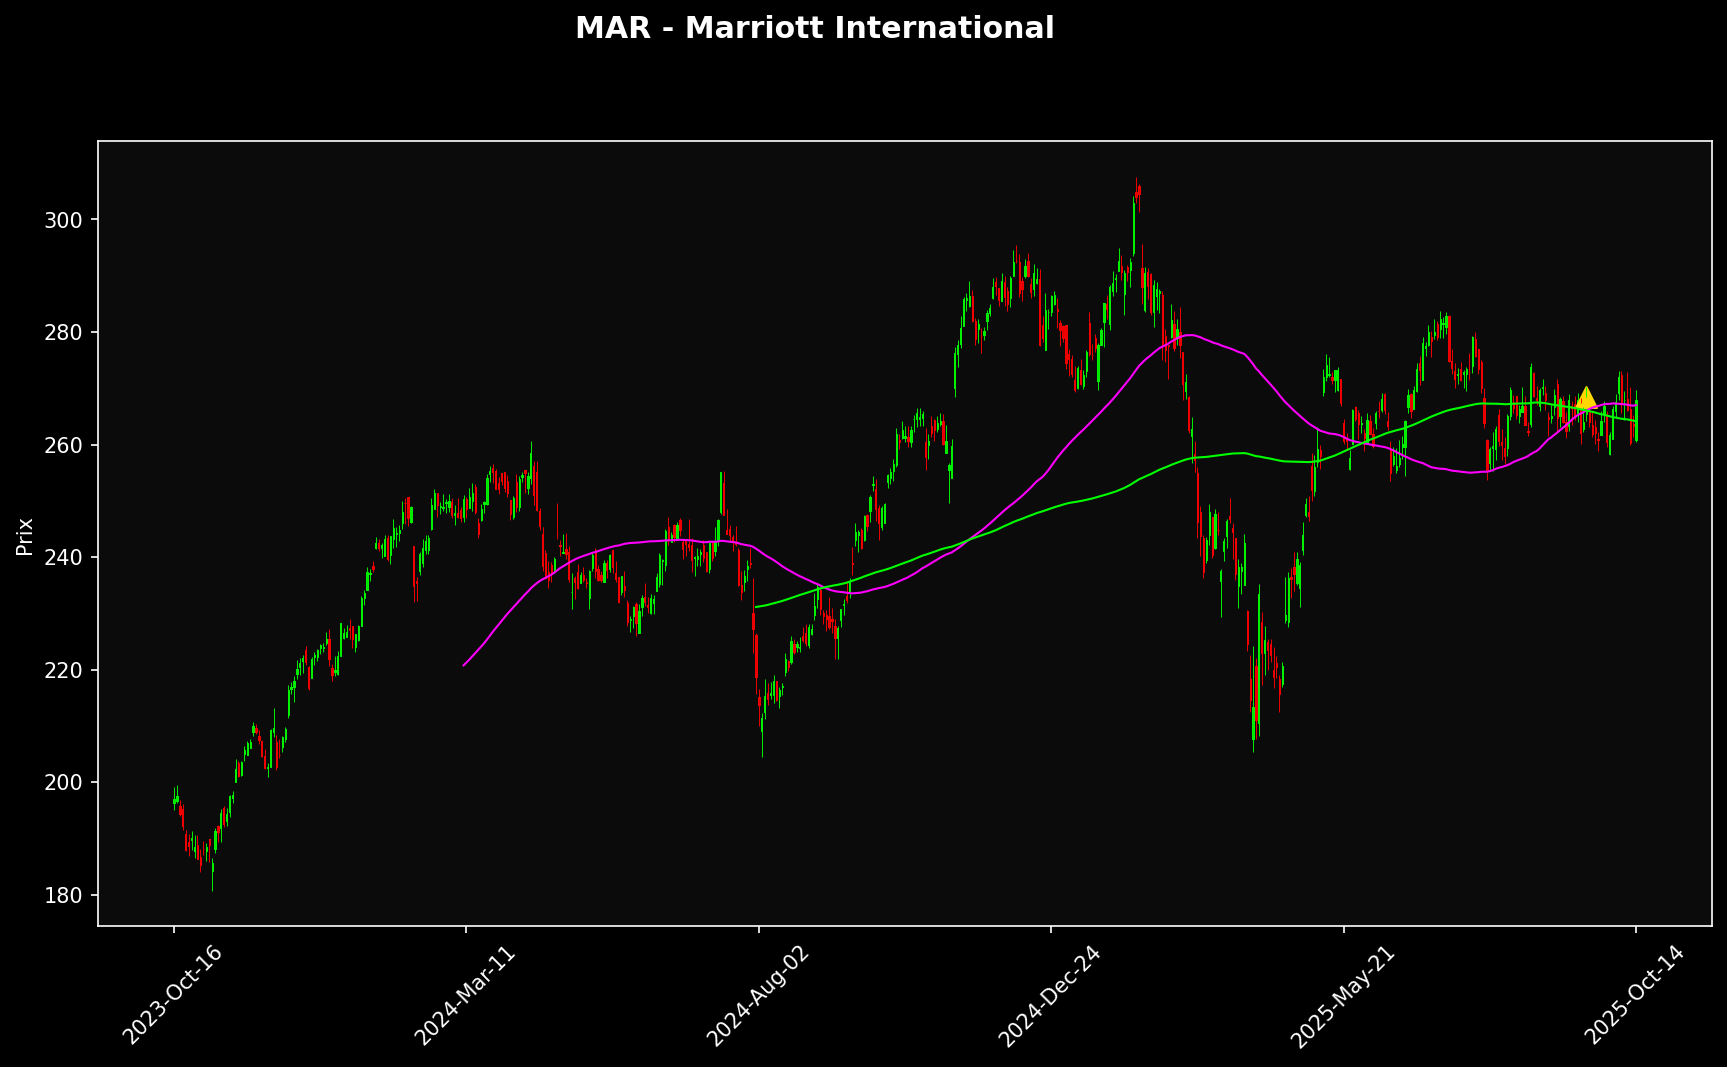 MAR - Marriott International
Prix
300
280
260
240
220
200
180
2023-Oct-16
2024-Mar-11
2024-Aug-02
2024-Dec-24
2025-May-21
2025-Oct-14